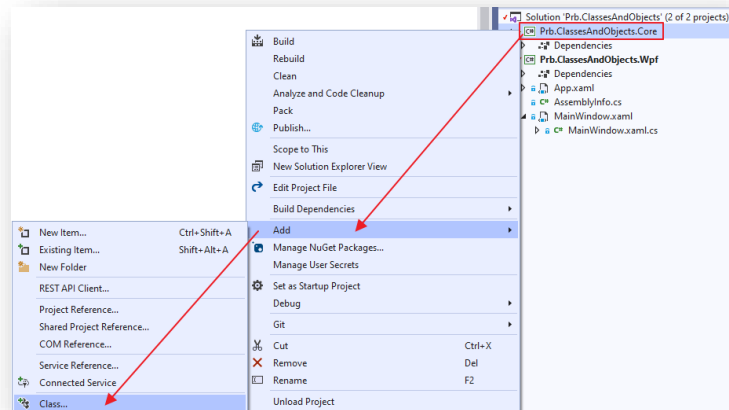 Solution 'Prb.ClassesAndObjects' (2 of 2 projects)
C# Prb.ClassesAndObjects.Core
Dependencies
C# Prb.ClassesAndObjects.Wpf
Dependencies
App.xaml
C# AssemblyInfo.cs
MainWindow.xaml
C# MainWindow.xaml.cs
Build
Rebuild
Clean
Analyze and Code Cleanup
Pack
Publish...
Scope to This
New Solution Explorer View
Edit Project File
Build Dependencies
Add
Manage NuGet Packages...
Manage User Secrets
Set as Startup Project
Debug
Git
Cut Ctrl+X
Remove Del
Rename F2
Unload Project
New Item... Ctrl+Shift+A
Existing Item... Shift+Alt+A
New Folder
REST API Client...
Project Reference...
Shared Project Reference...
COM Reference...
Service Reference...
Connected Service
Class...